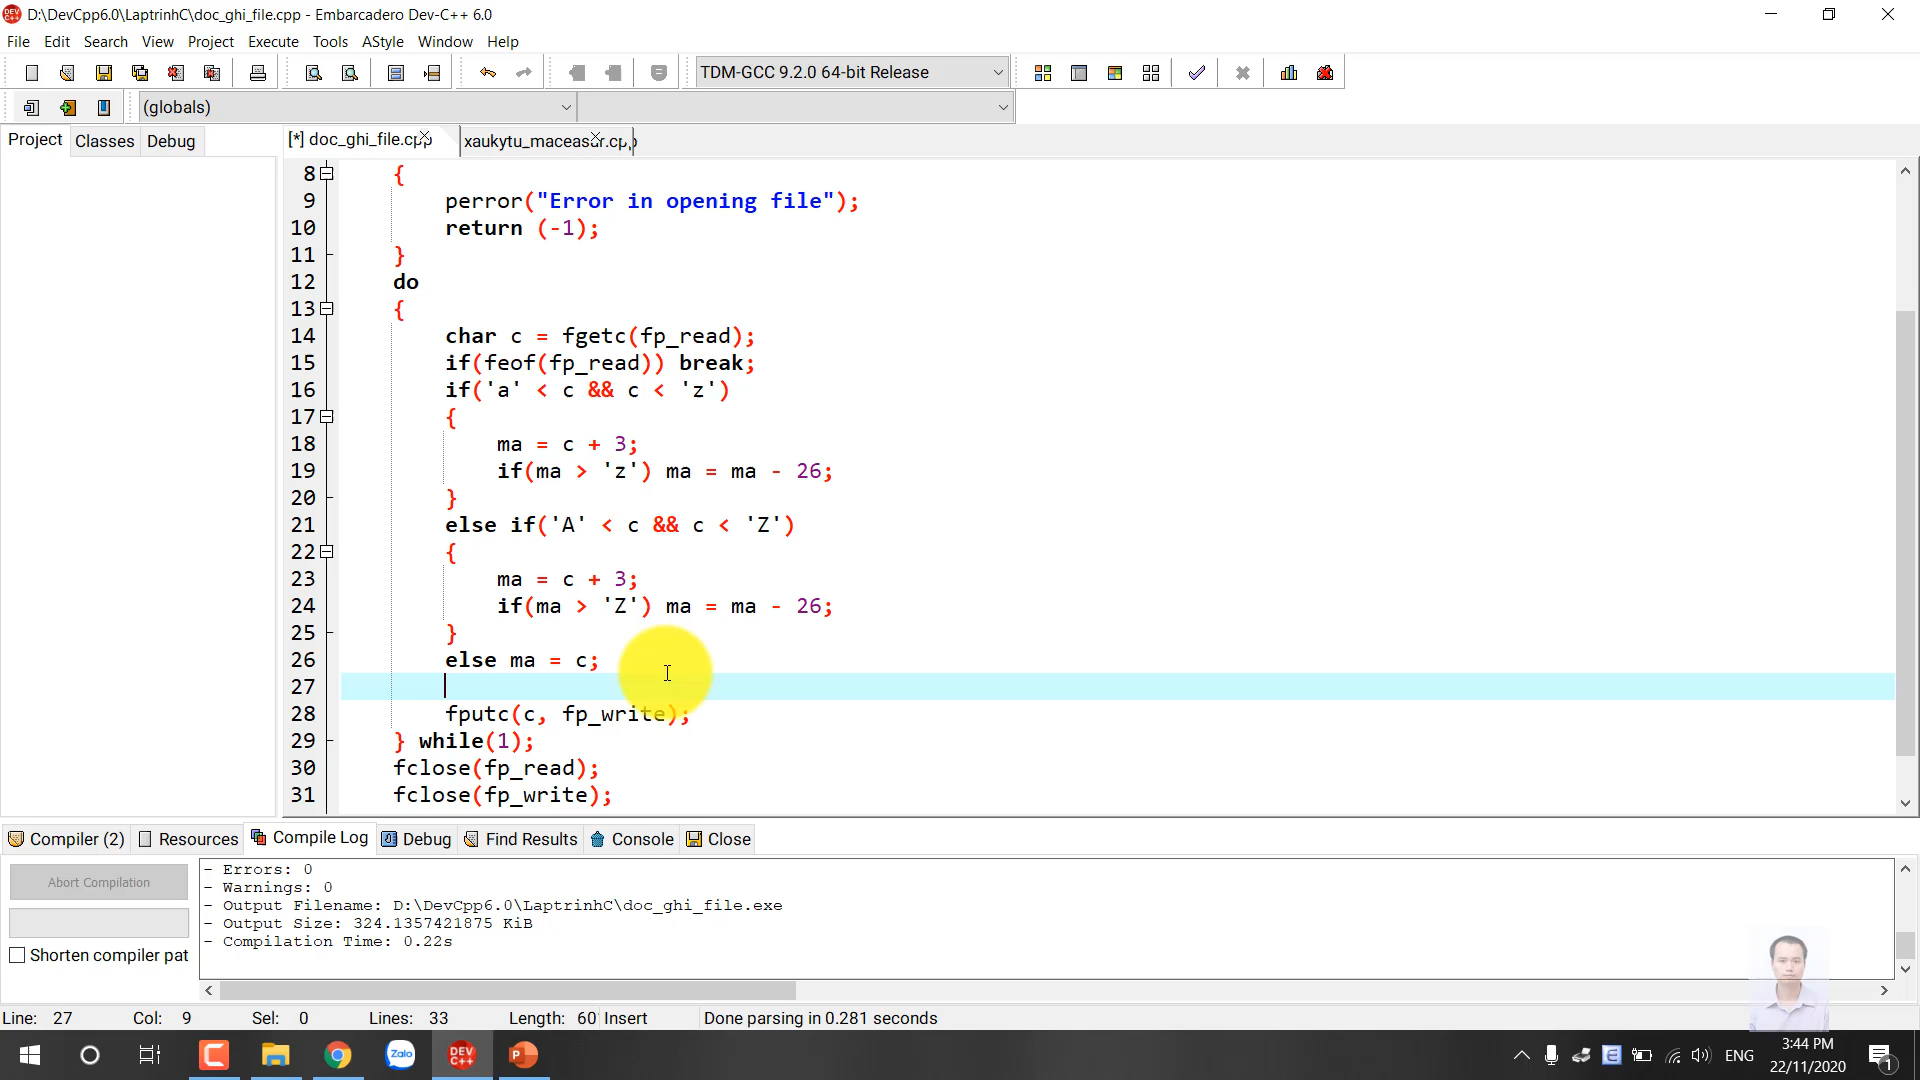 D:\DevCpp6.0\LaptrinhC\doc_ghi_file.cpp - Embarcadero Dev-C++ 6.0
File Edit Search View Project Execute Tools AStyle Window Help
TDM-GCC 9.2.0 64-bit Release
(globals)
Project Classes Debug
[*] doc_ghi_file.cpp xaukytu_maceasar.cpp
8 {
9 perror("Error in opening file");
10 return (-1);
11 }
12 do
13 {
14 char c = fgetc(fp_read);
15 if(feof(fp_read)) break;
16 if('a' < c && c < 'z')
17 {
18 ma = c + 3;
19 if(ma > 'z') ma = ma - 26;
20 }
21 else if('A' < c && c < 'Z')
22 {
23 ma = c + 3;
24 if(ma > 'Z') ma = ma - 26;
25 }
26 else ma = c;
27
28 fputc(c, fp_write);
29 } while(1);
30 fclose(fp_read);
31 fclose(fp_write);
Compiler (2) Resources Compile Log Debug Find Results Console Close
Abort Compilation
Shorten compiler pat
- Errors: 0
- Warnings: 0
- Output Filename: D:\DevCpp6.0\LaptrinhC\doc_ghi_file.exe
- Output Size: 324.1357421875 KiB
- Compilation Time: 0.22s
Line: 27 Col: 9 Sel: 0 Lines: 33 Length: 60 Insert Done parsing in 0.281 seconds
Zalo DEV C++ P
ENG
3:44 PM
22/11/2020
1